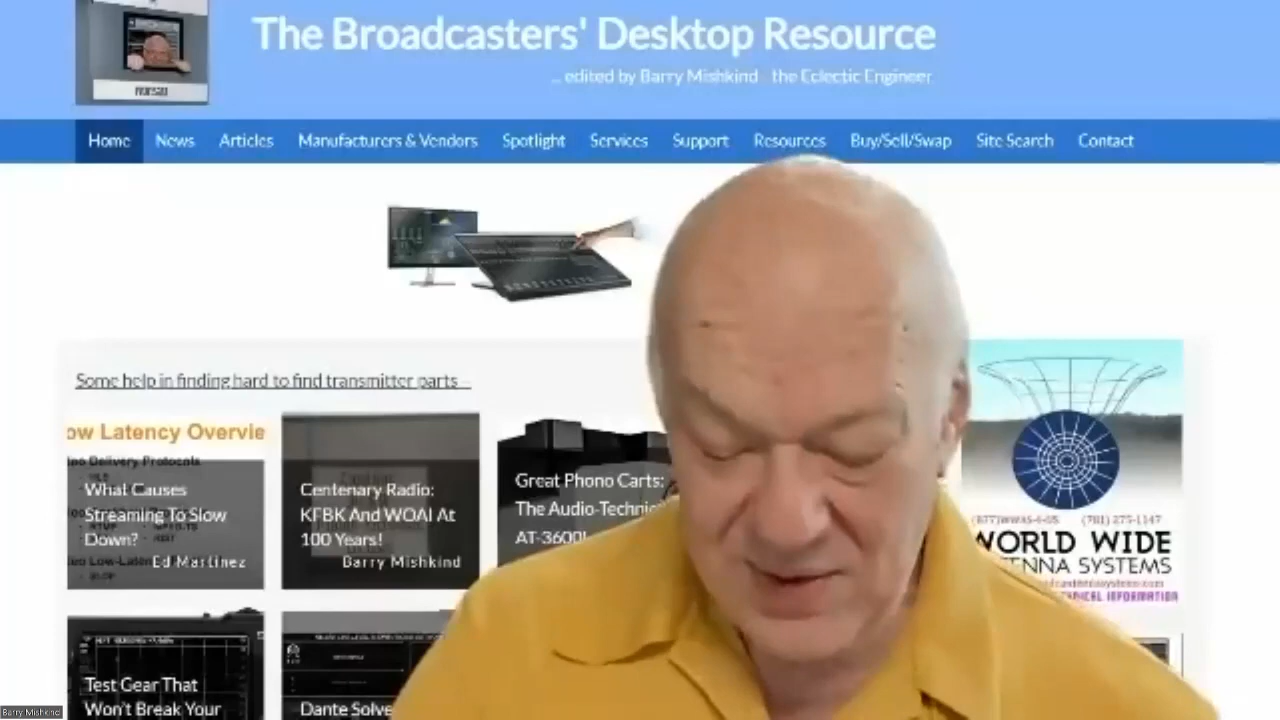 The Broadcasters' Desktop Resource
... edited by Barry Mishkind the Eclectic Engineer
Home News Articles Manufacturers & Vendors Spotlight Services Support Resources Buy/Sell/Swap Site Search Contact
Some help in finding hard to find transmitter parts
ow Latency Overvie
Delivery Protocols
What Causes
Streaming To Slow
Down?
Ed Martinez
Centenary Radio:
KFBK And WOAI At
100 Years!
Barry Mishkind
Great Phono Carts:
The Audio-Technic
AT-3600L
(781) 275-1147
WORLD WIDE
TENNA SYSTEMS
INFORMATION
Test Gear That
Won't Break Your
Dante Solve
Barry Mishkind